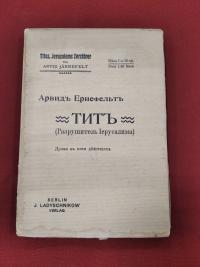 Titus, Jerusalems Zerstörer
von
ARVID JÄRNEFELT
Арвидъ Ернефельтъ
ТИТЪ
(Разрушитель Іерусалима)
Драма въ пяти дѣйствіяхъ
BERLIN
J. LADYSCHNIKOW
VERLAG